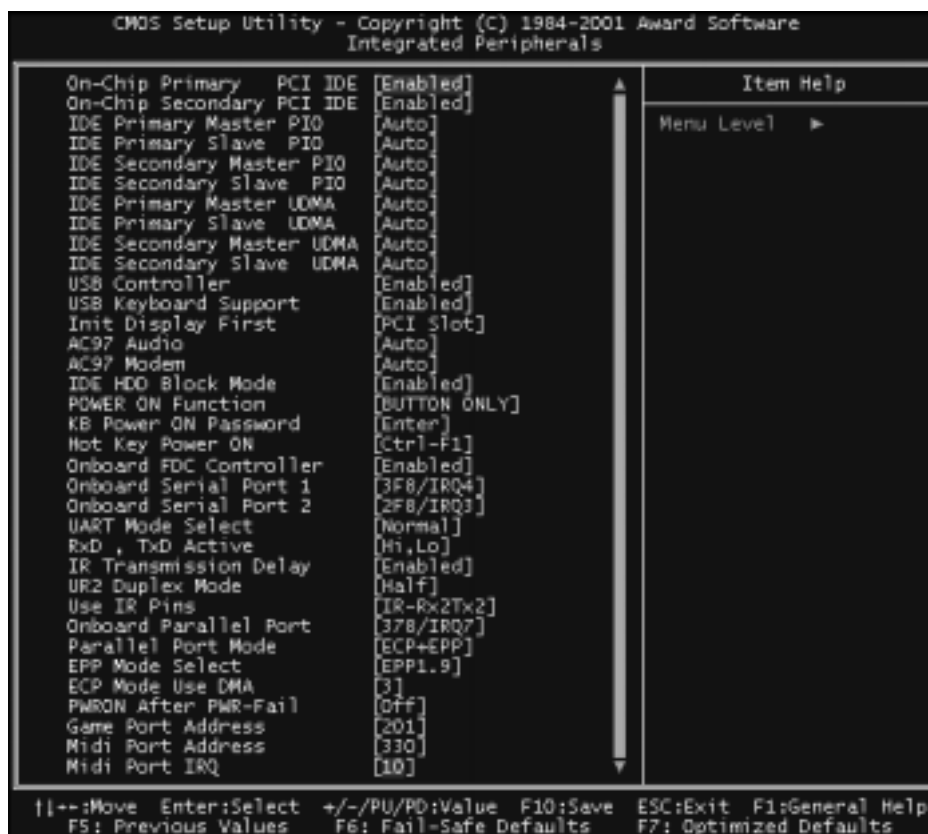 CMOS Setup Utility - Copyright (C) 1984-2001 Award Software
Integrated Peripherals
On-Chip Primary PCI IDE [Enabled]
On-Chip Secondary PCI IDE [Enabled]
IDE Primary Master PIO [Auto]
IDE Primary Slave PIO [Auto]
IDE Secondary Master PIO [Auto]
IDE Secondary Slave PIO [Auto]
IDE Primary Master UDMA [Auto]
IDE Primary Slave UDMA [Auto]
IDE Secondary Master UDMA [Auto]
IDE Secondary Slave UDMA [Auto]
USB Controller [Enabled]
USB Keyboard Support [Enabled]
Init Display First [PCI Slot]
AC97 Audio [Auto]
AC97 Modem [Auto]
IDE HDD Block Mode [Enabled]
POWER ON Function [BUTTON ONLY]
KB Power ON Password [Enter]
Hot Key Power ON [Ctrl-F1]
Onboard FDC Controller [Enabled]
Onboard Serial Port 1 [3F8/IRQ4]
Onboard Serial Port 2 [2F8/IRQ3]
UART Mode Select [Normal]
RxD , TxD Active [Hi,Lo]
IR Transmission Delay [Enabled]
UR2 Duplex Mode [Half]
Use IR Pins [IR-Rx2Tx2]
Onboard Parallel Port [378/IRQ7]
Parallel Port Mode [ECP+EPP]
EPP Mode Select [EPP1.9]
ECP Mode Use DMA [3]
PWRON After PWR-Fail [Off]
Game Port Address [201]
Midi Port Address [330]
Midi Port IRQ [10]
Item Help
Menu Level ►
↑↓→←:Move Enter:Select +/-/PU/PD:Value F10:Save ESC:Exit F1:General Help
F5: Previous Values F6: Fail-Safe Defaults F7: Optimized Defaults